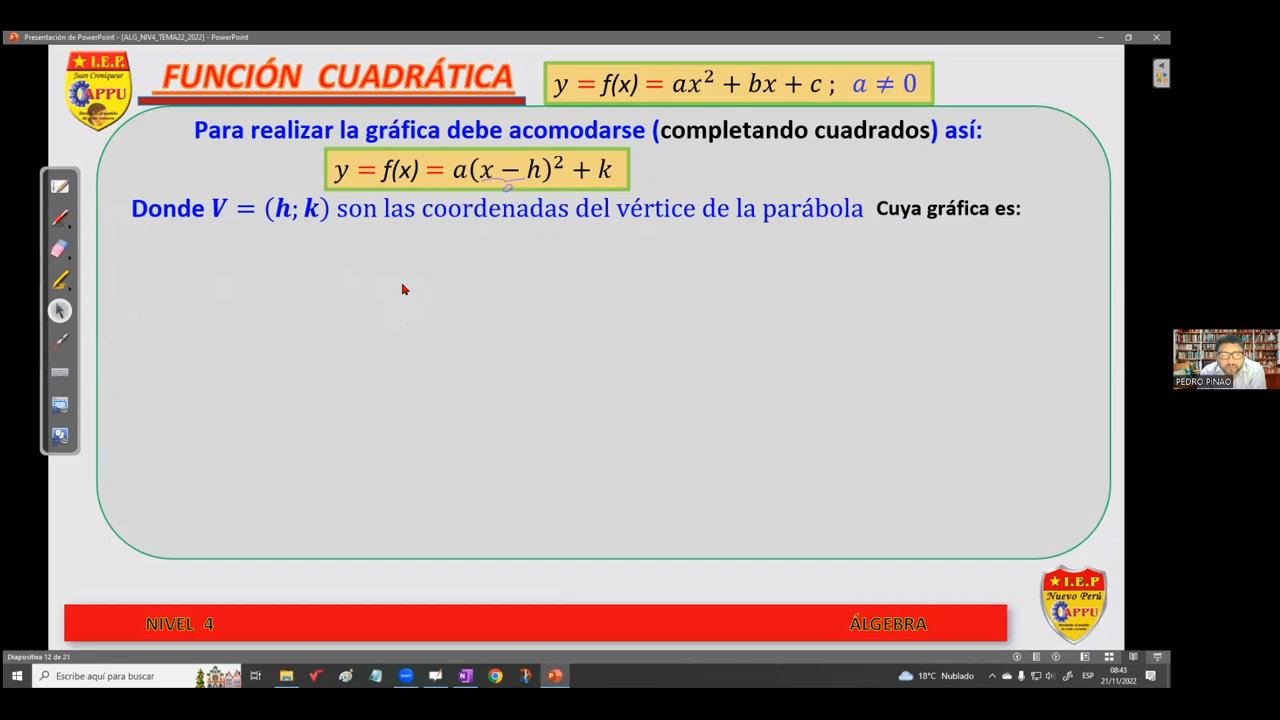 Presentación de PowerPoint - [ALG_NIV4_TEMA22_2022] - PowerPoint
I.E.P.
Juan Croniqueur
APPU
FUNCIÓN CUADRÁTICA
y = f(x) = ax² + bx + c ; a ≠ 0
Para realizar la gráfica debe acomodarse (completando cuadrados) así:
y = f(x) = a(x − h)² + k
Donde V = (h; k) son las coordenadas del vértice de la parábola Cuya gráfica es:
PEDRO PINAO
I.E.P
Nuevo Perú
APPU
NIVEL 4
ÁLGEBRA
Diapositiva 12 de 21
Escribe aquí para buscar
18°C Nublado
ESP
08:43
21/11/2022